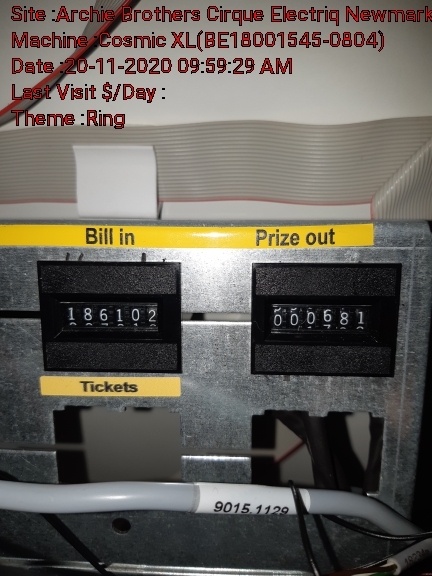 Site :Archie Brothers Cirque Electriq Newmark
Machine :Cosmic XL(BE18001545-0804)
Date :20-11-2020 09:59:29 AM
Last Visit $/Day :
Theme :Ring
Bill in
Prize out
186102
000681
Tickets
9015.1129